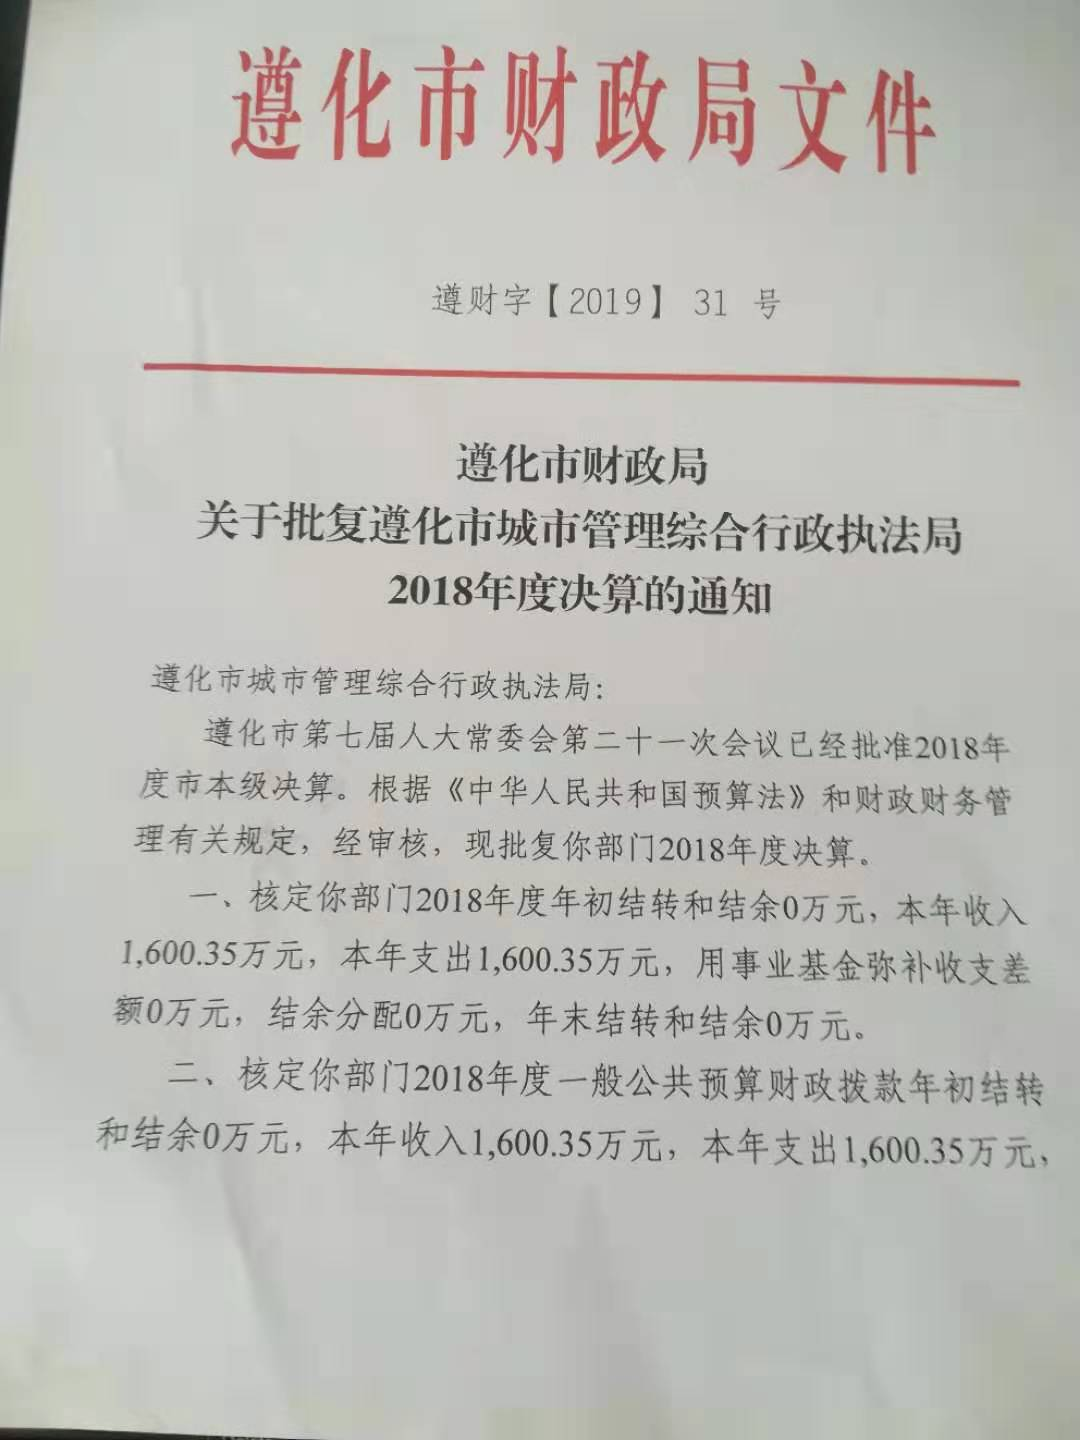 遵化市财政局文件
遵财字【2019】 31 号
遵化市财政局
关于批复遵化市城市管理综合行政执法局
2018年度决算的通知
遵化市城市管理综合行政执法局：
遵化市第七届人大常委会第二十一次会议已经批准2018年
度市本级决算。根据《中华人民共和国预算法》和财政财务管
理有关规定，经审核，现批复你部门2018年度决算。
一、核定你部门2018年度年初结转和结余0万元，本年收入
1,600.35万元，本年支出1,600.35万元，用事业基金弥补收支差
额0万元，结余分配0万元，年末结转和结余0万元。
二、核定你部门2018年度一般公共预算财政拨款年初结转
和结余0万元，本年收入1,600.35万元，本年支出1,600.35万元，